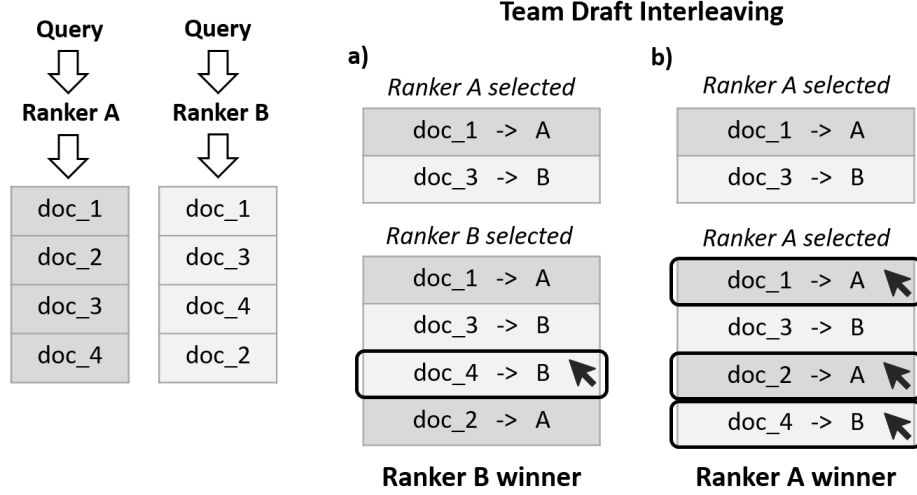 Team Draft Interleaving
Query
Query
Ranker A
Ranker B
doc_1
doc_2
doc_3
doc_4
doc_1
doc_3
doc_4
doc_2
a)
Ranker A selected
doc_1 -> A
doc_3 -> B
Ranker B selected
doc_1 -> A
doc_3 -> B
doc_4 -> B
doc_2 -> A
Ranker B winner
b)
Ranker A selected
doc_1 -> A
doc_3 -> B
Ranker A selected
doc_1 -> A
doc_3 -> B
doc_2 -> A
doc_4 -> B
Ranker A winner